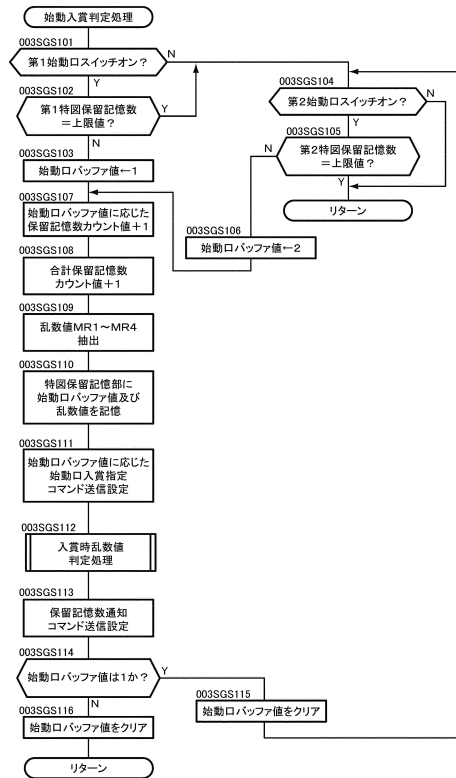 始動入賞判定処理
003SGS101
第1始動口スイッチオン？
N
Y
003SGS102
第1特図保留記憶数
＝上限値？
Y
N
003SGS103
始動口バッファ値←1
003SGS104
第2始動口スイッチオン？
N
Y
003SGS105
第2特図保留記憶数
＝上限値？
N
Y
リターン
003SGS106
始動口バッファ値←2
003SGS107
始動口バッファ値に応じた
保留記憶数カウント値＋1
003SGS108
合計保留記憶数
カウント値＋1
003SGS109
乱数値MR1～MR4
抽出
003SGS110
特図保留記憶部に
始動口バッファ値及び
乱数値を記憶
003SGS111
始動口バッファ値に応じた
始動口入賞指定
コマンド送信設定
003SGS112
入賞時乱数値
判定処理
003SGS113
保留記憶数通知
コマンド送信設定
003SGS114
始動口バッファ値は1か？
Y
N
003SGS115
始動口バッファ値をクリア
003SGS116
始動口バッファ値をクリア
リターン